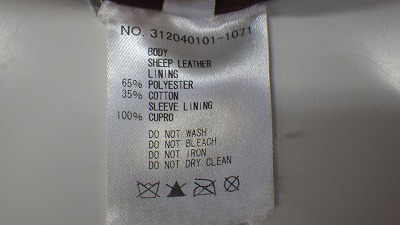 NO. 312040101-1071
BODY
SHEEP LEATHER
LINING
65% POLYESTER
35% COTTON
SLEEVE LINING
100% CUPRO
DO NOT WASH
DO NOT BLEACH
DO NOT IRON
DO NOT DRY CLEAN